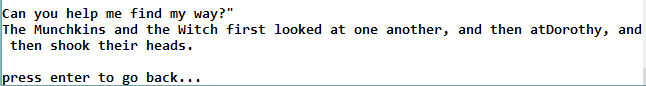 Can you help me find my way?"
The Munchkins and the Witch first looked at one another, and then atDorothy, and
then shook their heads.
press enter to go back...